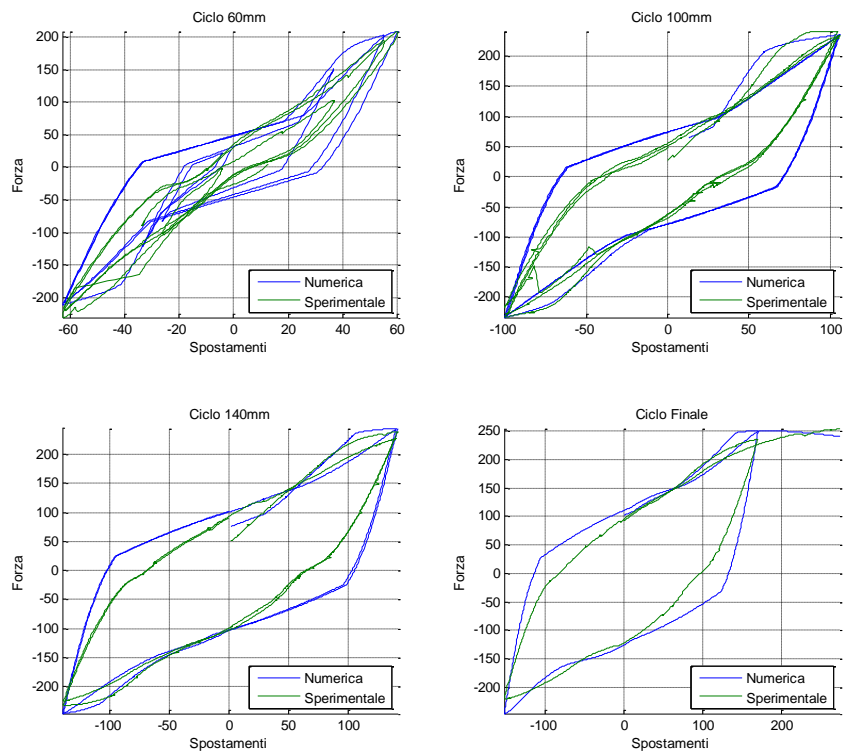 Ciclo 60mm
200
150
100
50
0
-50
-100
-150
-200
Forza
-60 -40 -20 0 20 40 60
Spostamenti
Numerica
Sperimentale
Ciclo 100mm
200
150
100
50
0
-50
-100
-150
-200
Forza
-100 -50 0 50 100
Spostamenti
Numerica
Sperimentale
Ciclo 140mm
200
150
100
50
0
-50
-100
-150
-200
Forza
-100 -50 0 50 100
Spostamenti
Numerica
Sperimentale
Ciclo Finale
250
200
150
100
50
0
-50
-100
-150
-200
Forza
-100 0 100 200
Spostamenti
Numerica
Sperimentale